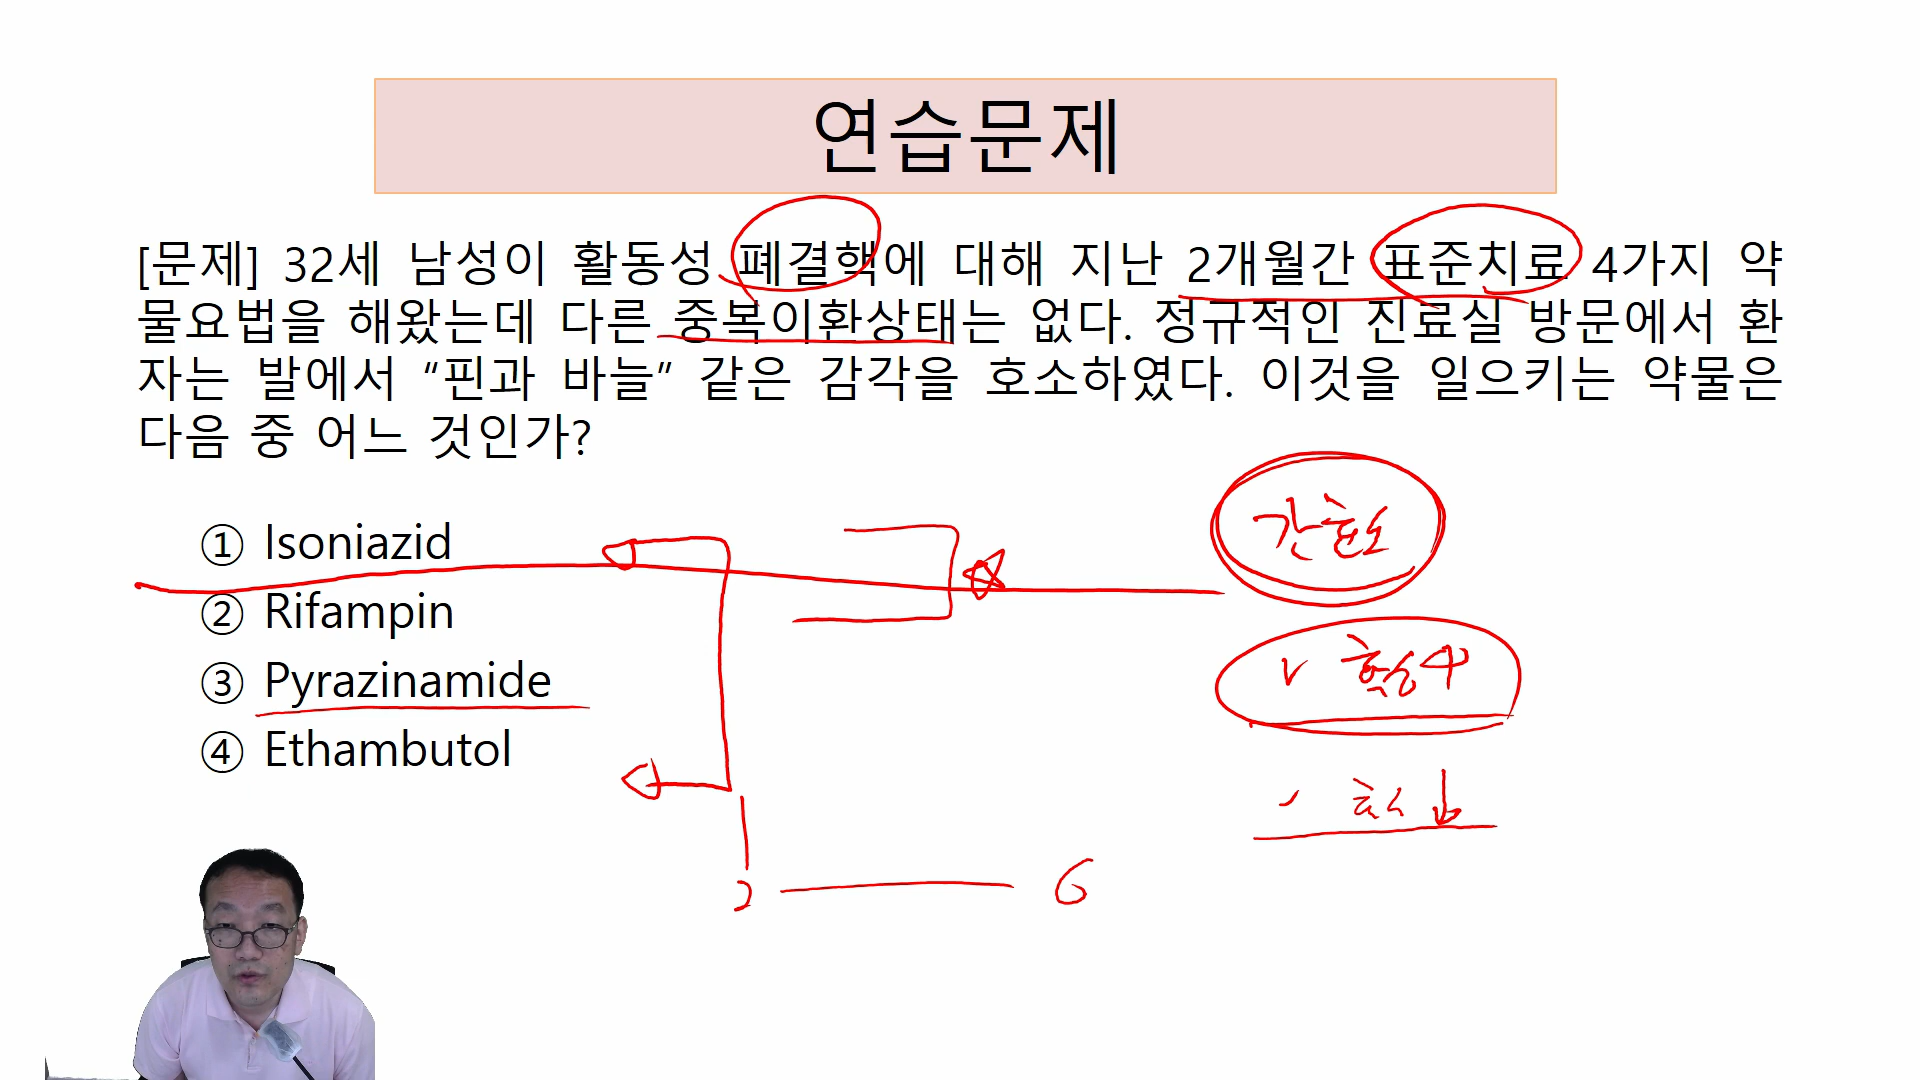 연습문제
[문제] 32세 남성이 활동성 폐결핵에 대해 지난 2개월간 표준치료 4가지 약
물요법을 해왔는데 다른 중복이환상태는 없다. 정규적인 진료실 방문에서 환
자는 발에서 “핀과 바늘” 같은 감각을 호소하였다. 이것을 일으키는 약물은
다음 중 어느 것인가?
① Isoniazid
② Rifampin
③ Pyrazinamide
④ Ethambutol
2
6